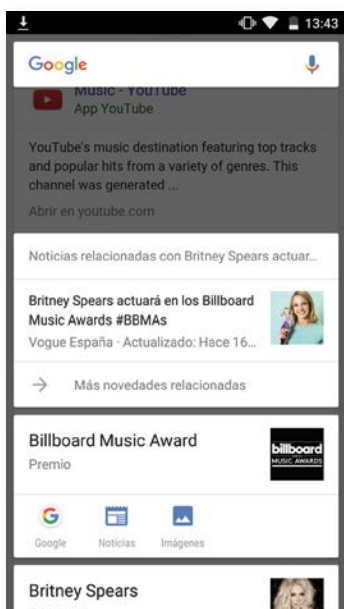 13:43
Google
Music - YouTube
App YouTube
YouTube's music destination featuring top tracks
and popular hits from a variety of genres. This
channel was generated ...
Abrir en youtube.com
Noticias relacionadas con Britney Spears actuar...
Britney Spears actuará en los Billboard
Music Awards #BBMAs
Vogue España · Actualizado: Hace 16...
Más novedades relacionadas
Billboard Music Award
Premio
billboard
MUSIC AWARDS
Google Noticias Imágenes
Britney Spears